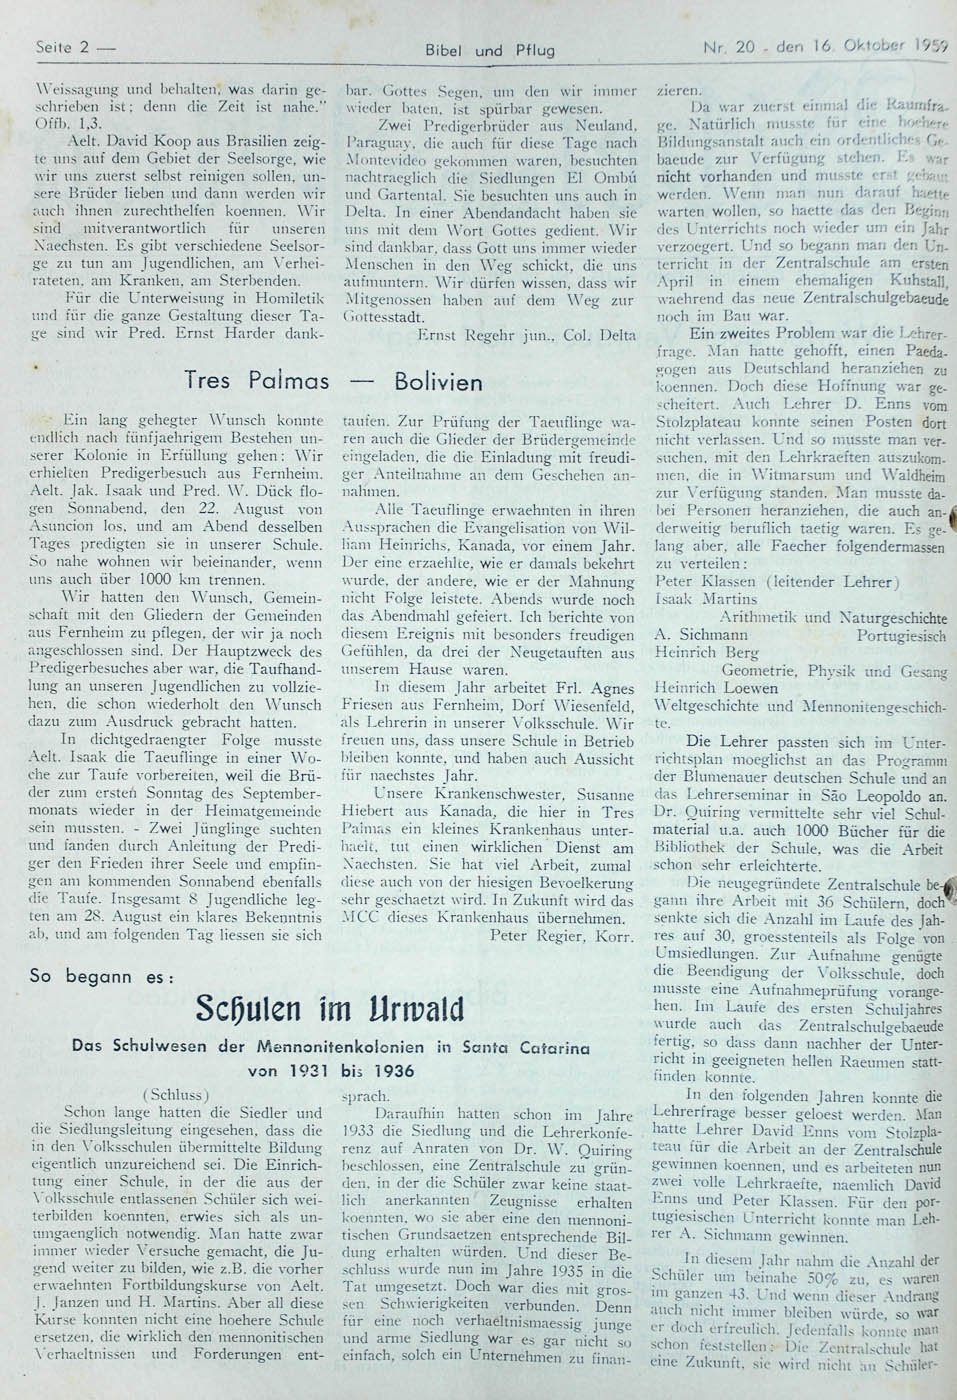 Seite 2 —
Bibel und Pflug
Nr. 20 - den 16. Oktober 1959
Weissagung und behalten, was darin ge-
schrieben ist; denn die Zeit ist nahe."
Offb. 1,3.
Aelt. David Koop aus Brasilien zeig-
te uns auf dem Gebiet der Seelsorge, wie
wir uns zuerst selbst reinigen sollen, un-
sere Brüder lieben und dann werden wir
auch ihnen zurechthelfen koennen. Wir
sind mitverantwortlich für unseren
Naechsten. Es gibt verschiedene Seelsor-
ge zu tun am Jugendlichen, am Verhei-
rateten, am Kranken, am Sterbenden.
Für die Unterweisung in Homiletik
und für die ganze Gestaltung dieser Ta-
ge sind wir Pred. Ernst Harder dank-
bar. Gottes Segen, um den wir immer
wieder baten, ist spürbar gewesen.
Zwei Predigerbrüder aus Neuland,
Paraguay, die auch für diese Tage nach
Montevideo gekommen waren, besuchten
nachtraeglich die Siedlungen El Ombú
und Gartental. Sie besuchten uns auch in
Delta. In einer Abendandacht haben sie
uns mit dem Wort Gottes gedient. Wir
sind dankbar, dass Gott uns immer wieder
Menschen in den Weg schickt, die uns
aufmuntern. Wir dürfen wissen, dass wir
Mitgenossen haben auf dem Weg zur
Gottesstadt.
Ernst Regehr jun., Col. Delta
Tres Palmas — Bolivien
Ein lang gehegter Wunsch konnte
endlich nach fünfjaehrigem Bestehen un-
serer Kolonie in Erfüllung gehen: Wir
erhielten Predigerbesuch aus Fernheim.
Aelt. Jak. Isaak und Pred. W. Dück flo-
gen Sonnabend, den 22. August von
Asuncion los, und am Abend desselben
Tages predigten sie in unserer Schule.
So nahe wohnen wir beieinander, wenn
uns auch über 1000 km trennen.
Wir hatten den Wunsch, Gemein-
schaft mit den Gliedern der Gemeinden
aus Fernheim zu pflegen, der wir ja noch
angeschlossen sind. Der Hauptzweck des
Predigerbesuches aber war, die Taufhand-
lung an unseren Jugendlichen zu vollzie-
hen, die schon wiederholt den Wunsch
dazu zum Ausdruck gebracht hatten.
In dichtgedraengter Folge musste
Aelt. Isaak die Taeuflinge in einer Wo-
che zur Taufe vorbereiten, weil die Brü-
der zum ersten Sonntag des September-
monats wieder in der Heimatgemeinde
sein mussten. - Zwei Jünglinge suchten
und fanden durch Anleitung der Predi-
ger den Frieden ihrer Seele und empfin-
gen am kommenden Sonnabend ebenfalls
die Taufe. Insgesamt 8 Jugendliche leg-
ten am 28. August ein klares Bekenntnis
ab, und am folgenden Tag liessen sie sich
taufen. Zur Prüfung der Taeuflinge wa-
ren auch die Glieder der Brüdergemeinde
eingeladen, die die Einladung mit freudi-
ger Anteilnahme an dem Geschehen an-
nahmen.
Alle Taeuflinge erwaehnten in ihren
Aussprachen die Evangelisation von Wil-
liam Heinrichs, Kanada, vor einem Jahr.
Der eine erzaehlte, wie er damals bekehrt
wurde, der andere, wie er der Mahnung
nicht Folge leistete. Abends wurde noch
das Abendmahl gefeiert. Ich berichte von
diesem Ereignis mit besonders freudigen
Gefühlen, da drei der Neugetauften aus
unserem Hause waren.
In diesem Jahr arbeitet Frl. Agnes
Friesen aus Fernheim, Dorf Wiesenfeld,
als Lehrerin in unserer Volksschule. Wir
freuen uns, dass unsere Schule in Betrieb
bleiben konnte, und haben auch Aussicht
für naechstes Jahr.
Unsere Krankenschwester, Susanne
Hiebert aus Kanada, die hier in Tres
Palmas ein kleines Krankenhaus unter-
haelt, tut einen wirklichen Dienst am
Naechsten. Sie hat viel Arbeit, zumal
diese auch von der hiesigen Bevoelkerung
sehr geschaetzt wird. In Zukunft wird das
MCC dieses Krankenhaus übernehmen.
Peter Regier, Korr.
So begann es:
Schulen im Urwald
Das Schulwesen der Mennonitenkolonien in Santa Catarina
von 1931 bis 1936
(Schluss)
Schon lange hatten die Siedler und
die Siedlungsleitung eingesehen, dass die
in den Volksschulen übermittelte Bildung
eigentlich unzureichend sei. Die Einrich-
tung einer Schule, in der die aus der
Volksschule entlassenen Schüler sich wei-
terbilden koennten, erwies sich als un-
umgaenglich notwendig. Man hatte zwar
immer wieder Versuche gemacht, die Ju-
gend weiter zu bilden, wie z.B. die vorher
erwaehnten Fortbildungskurse von Aelt.
J. Janzen und H. Martins. Aber all diese
Kurse konnten nicht eine hoehere Schule
ersetzen, die wirklich den mennonitischen
Verhaeltnissen und Forderungen ent-
sprach.
Daraufhin hatten schon im Jahre
1933 die Siedlung und die Lehrerkonfe-
renz auf Anraten von Dr. W. Quiring
beschlossen, eine Zentralschule zu grün-
den, in der die Schüler zwar keine staat-
lich anerkannten Zeugnisse erhalten
koennten, wo sie aber eine den mennoni-
tischen Grundsaetzen entsprechende Bil-
dung erhalten würden. Und dieser Be-
schluss wurde nun im Jahre 1935 in die
Tat umgesetzt. Doch war dies mit gros-
sen Schwierigkeiten verbunden. Denn
für eine noch verhaeltnismaessig junge
und arme Siedlung war es gar nicht so
einfach, solch ein Unternehmen zu finan-
zieren.
Da war zuerst einmal die Raumfra-
ge. Natürlich musste für eine hoehere
Bildungsanstalt auch ein ordentliches Ge-
baeude zur Verfügung stehen. Es war
nicht vorhanden und musste erst gebaut
werden. Wenn man nun darauf haette
warten wollen, so haette das den Beginn
des Unterrichts noch wieder um ein Jahr
verzoegert. Und so begann man den Un-
terricht in der Zentralschule am ersten
April in einem ehemaligen Kuhstall,
waehrend das neue Zentralschulgebaeude
noch im Bau war.
Ein zweites Problem war die Lehrer-
frage. Man hatte gehofft, einen Paeda-
gogen aus Deutschland heranziehen zu
koennen. Doch diese Hoffnung war ge-
scheitert. Auch Lehrer D. Enns vom
Stolzplateau konnte seinen Posten dort
nicht verlassen. Und so musste man ver-
suchen, mit den Lehrkraeften auszukom-
men, die in Witmarsum und Waldheim
zur Verfügung standen. Man musste da-
bei Personen heranziehen, die auch an-
derweitig beruflich taetig waren. Es ge-
lang aber, alle Faecher folgendermassen
zu verteilen:
Peter Klassen (leitender Lehrer)
Isaak Martins
Arithmetik und Naturgeschichte
A. Sichmann Portugiesisch
Heinrich Berg
Geometrie, Physik und Gesang
Heinrich Loewen
Weltgeschichte und Mennonitengeschich-
te.
Die Lehrer passten sich im Unter-
richtsplan moeglichst an das Programm
der Blumenauer deutschen Schule und an
das Lehrerseminar in São Leopoldo an.
Dr. Quiring vermittelte sehr viel Schul-
material u.a. auch 1000 Bücher für die
Bibliothek der Schule, was die Arbeit
schon sehr erleichterte.
Die neugegründete Zentralschule be-
gann ihre Arbeit mit 36 Schülern, doch
senkte sich die Anzahl im Laufe des Jah-
res auf 30, groesstenteils als Folge von
Umsiedlungen. Zur Aufnahme genügte
die Beendigung der Volksschule, doch
musste eine Aufnahmeprüfung vorange-
hen. Im Laufe des ersten Schuljahres
wurde auch das Zentralschulgebaeude
fertig, so dass dann nachher der Unter-
richt in geeigneten hellen Raeumen statt-
finden konnte.
In den folgenden Jahren konnte die
Lehrerfrage besser geloest werden. Man
hatte Lehrer David Enns vom Stolzpla-
teau für die Arbeit an der Zentralschule
gewinnen koennen, und es arbeiteten nun
zwei volle Lehrkraefte, naemlich David
Enns und Peter Klassen. Für den por-
tugiesischen Unterricht konnte man Leh-
rer A. Sichmann gewinnen.
In diesem Jahr nahm die Anzahl der
Schüler um beinahe 50% zu, es waren
im ganzen 43. Und wenn dieser Andrang
auch nicht immer bleiben würde, so war
er doch erfreulich. Jedenfalls konnte man
schon feststellen: Die Zentralschule hat
eine Zukunft, sie wird nicht an Schüler-